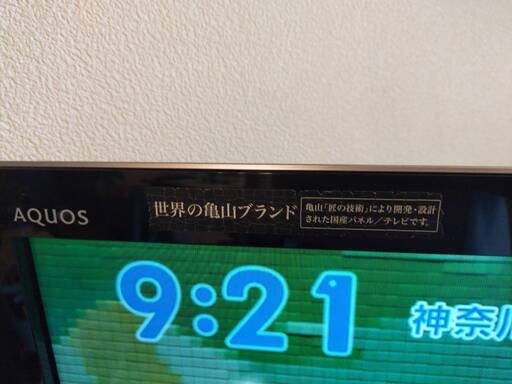 AQUOS
世界の亀山ブランド
亀山「匠の技術」により開発・設計
された国産パネル／テレビです。
9:21
神奈